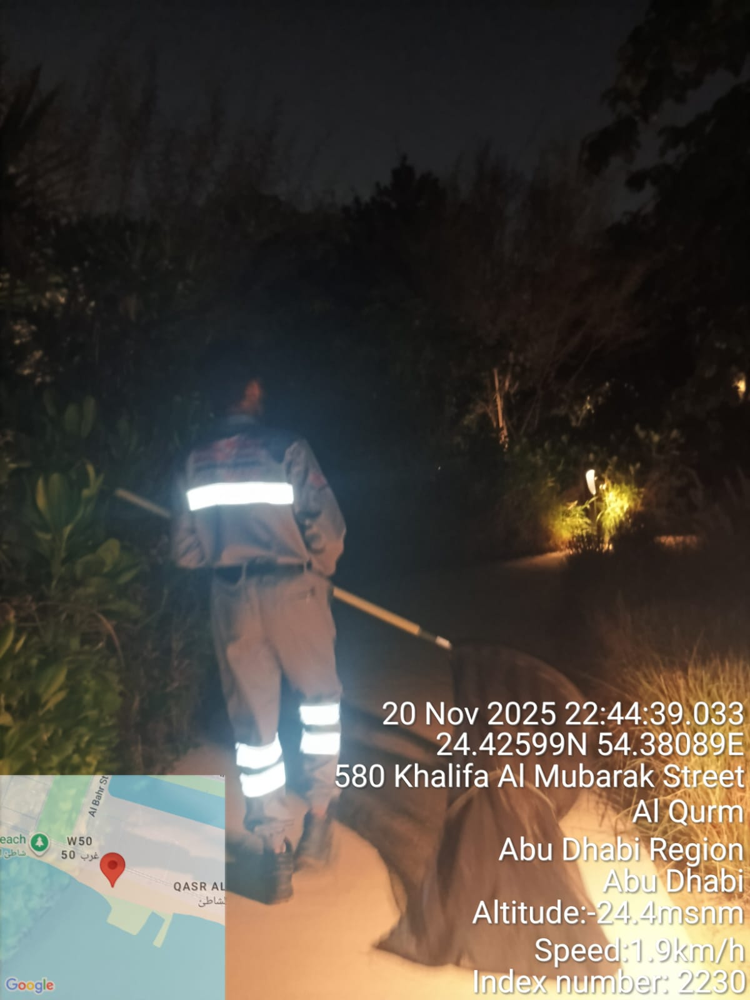 20 Nov 2025 22:44:39.033
24.42599N 54.38089E
580 Khalifa Al Mubarak Street
Al Qurm
Abu Dhabi Region
Abu Dhabi
Altitude:-24.4msnm
Speed:1.9km/h
Index number: 2230
Al Bahr St
each
شاطئ
W50
غرب 50
QASR AL
الشاطئ
Google